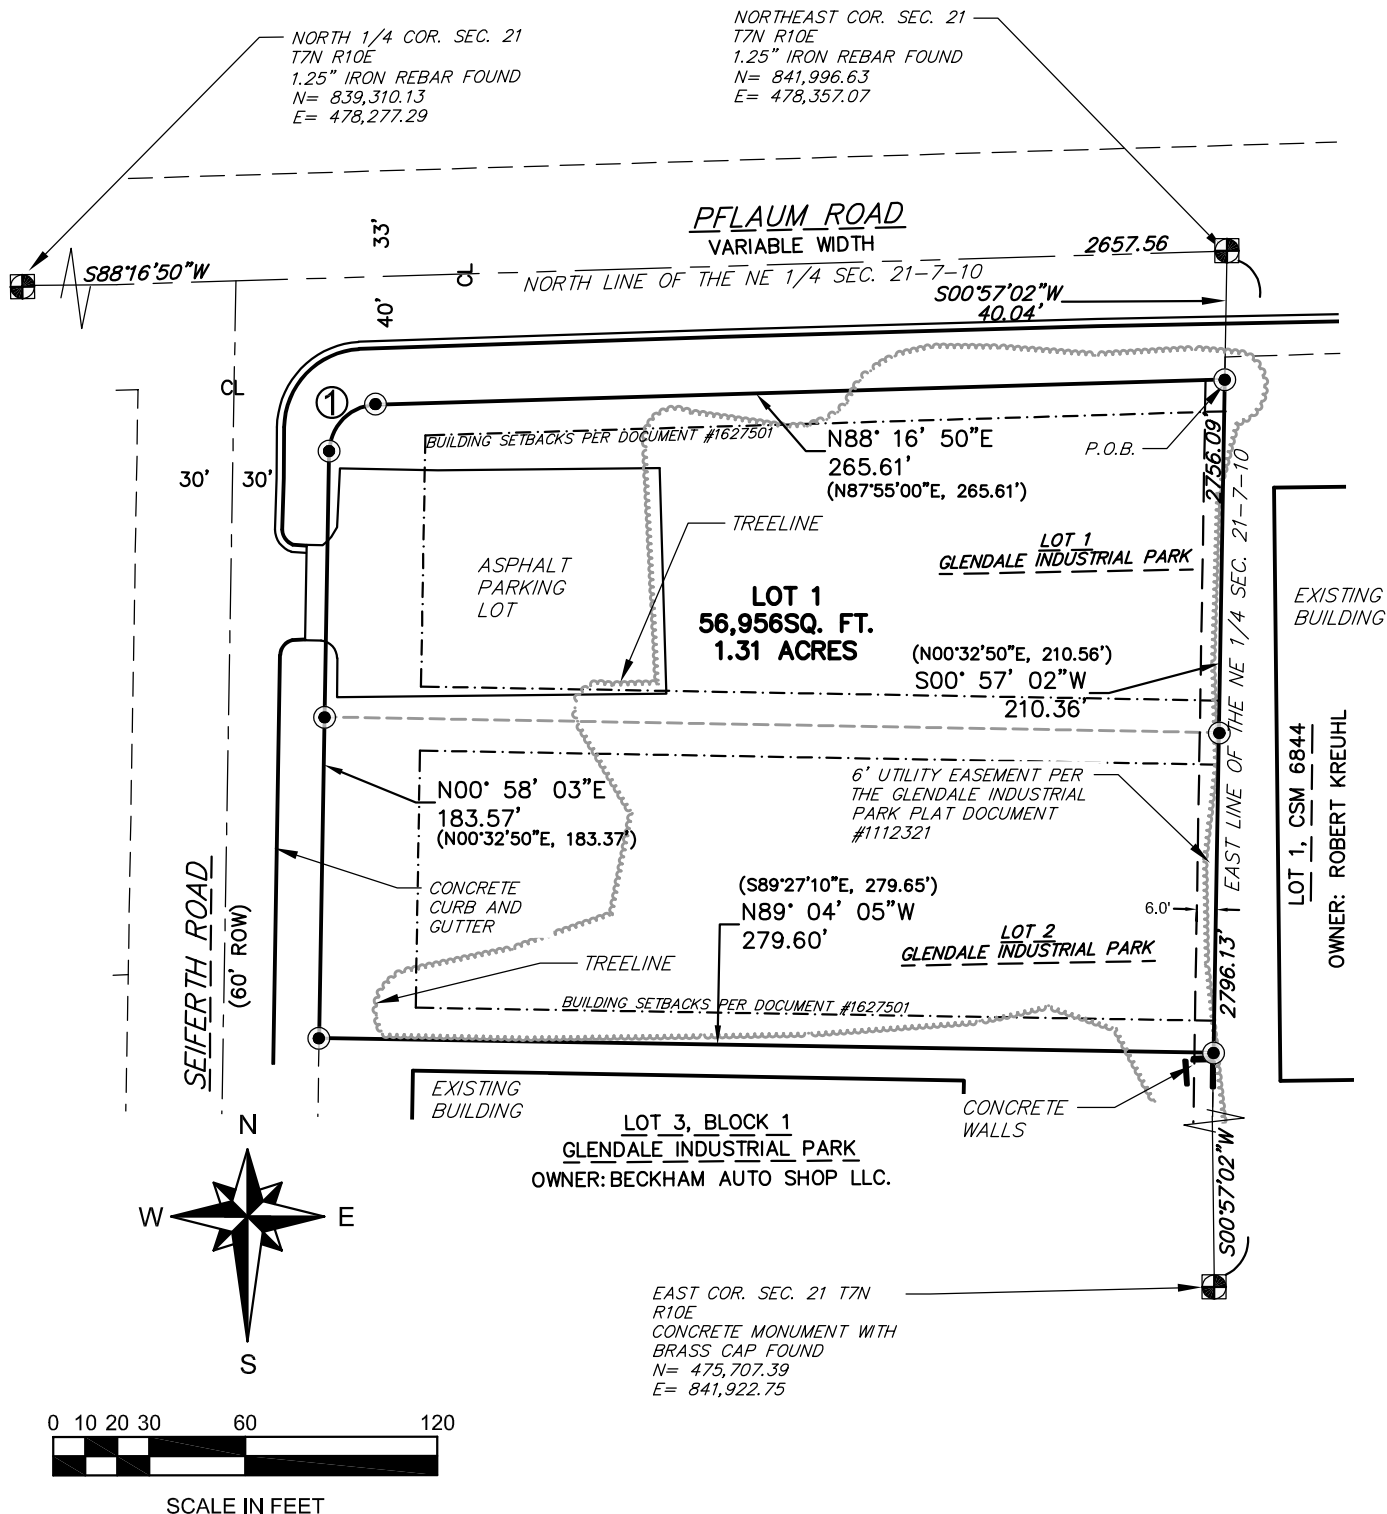 NORTH 1/4 COR. SEC. 21
T7N R10E
1.25" IRON REBAR FOUND
N= 839,310.13
E= 478,277.29
NORTHEAST COR. SEC. 21
T7N R10E
1.25" IRON REBAR FOUND
N= 841,996.63
E= 478,357.07
PFLAUM ROAD
VARIABLE WIDTH
33'
2657.56
S88°16'50"W
CL
NORTH LINE OF THE NE 1/4 SEC. 21-7-10
40'
S00°57'02"W
40.04'
CL
1
BUILDING SETBACKS PER DOCUMENT #1627501
N88° 16' 50"E
265.61'
(N87°55'00"E, 265.61')
P.O.B.
2756.09
30'
30'
TREELINE
ASPHALT
PARKING
LOT
LOT 1
GLENDALE INDUSTRIAL PARK
LOT 1
56,956SQ. FT.
1.31 ACRES
EXISTING
BUILDING
(N00°32'50"E, 210.56')
S00° 57' 02"W
210.36'
EAST LINE OF THE NE 1/4 SEC. 21-7-10
LOT 1, CSM 6844
OWNER: ROBERT KREUHL
N00° 58' 03"E
183.57'
(N00°32'50"E, 183.37')
6' UTILITY EASEMENT PER
THE GLENDALE INDUSTRIAL
PARK PLAT DOCUMENT
#1112321
CONCRETE
CURB AND
GUTTER
SEIFERTH ROAD
(60' ROW)
(S89°27'10"E, 279.65')
N89° 04' 05"W
279.60'
6.0'
LOT 2
GLENDALE INDUSTRIAL PARK
TREELINE
2796.13'
BUILDING SETBACKS PER DOCUMENT #1627501
EXISTING
BUILDING
CONCRETE
WALLS
LOT 3, BLOCK 1
GLENDALE INDUSTRIAL PARK
OWNER: BECKHAM AUTO SHOP LLC.
S00°57'02"W
N
W
E
S
EAST COR. SEC. 21 T7N
R10E
CONCRETE MONUMENT WITH
BRASS CAP FOUND
N= 475,707.39
E= 841,922.75
0 10 20 30 60 120
SCALE IN FEET